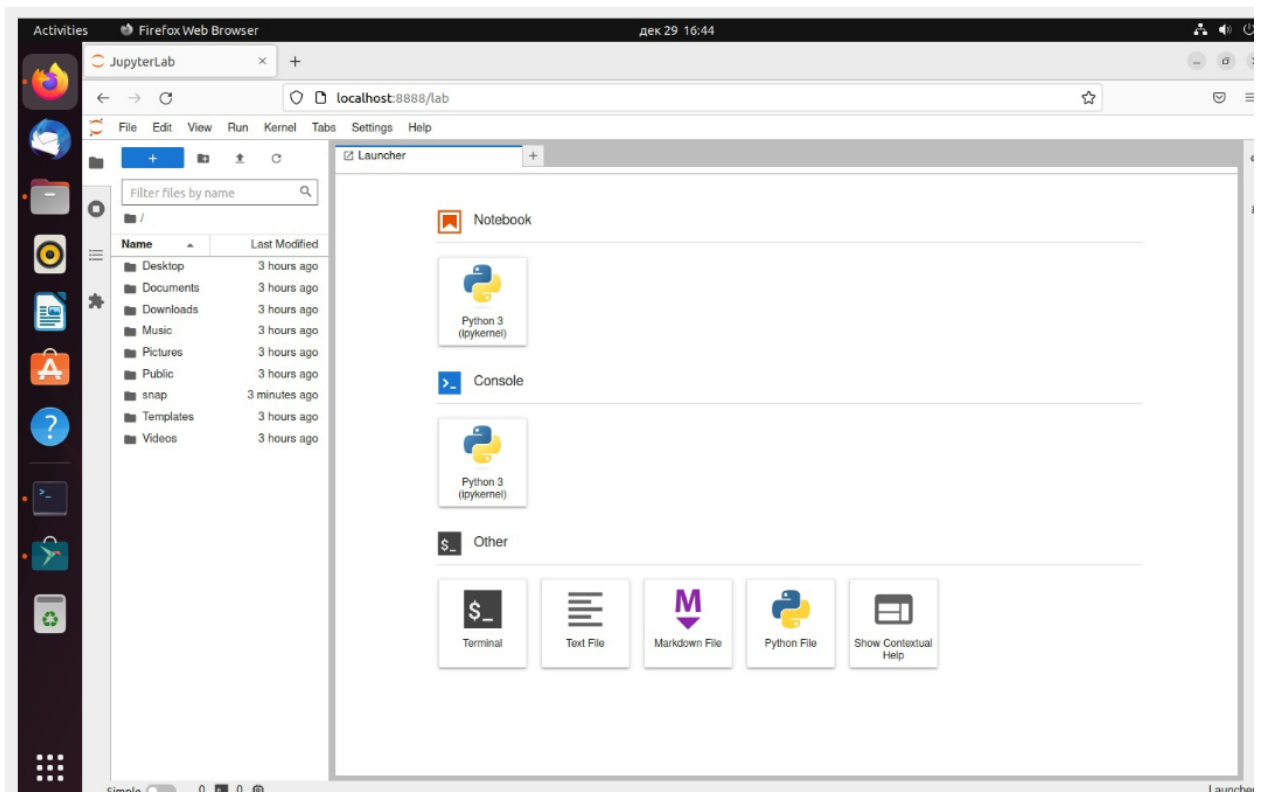 Activities Firefox Web Browser дек 29 16:44
JupyterLab
localhost:8888/lab
File Edit View Run Kernel Tabs Settings Help
Launcher
Filter files by name
/
Name Last Modified
Desktop 3 hours ago
Documents 3 hours ago
Downloads 3 hours ago
Music 3 hours ago
Pictures 3 hours ago
Public 3 hours ago
snap 3 minutes ago
Templates 3 hours ago
Videos 3 hours ago
Notebook
Python 3
(ipykernel)
Console
Python 3
(ipykernel)
$_ Other
$_
Terminal
Text File
Markdown File
Python File
Show Contextual
Help
Simple 0 0
Launcher